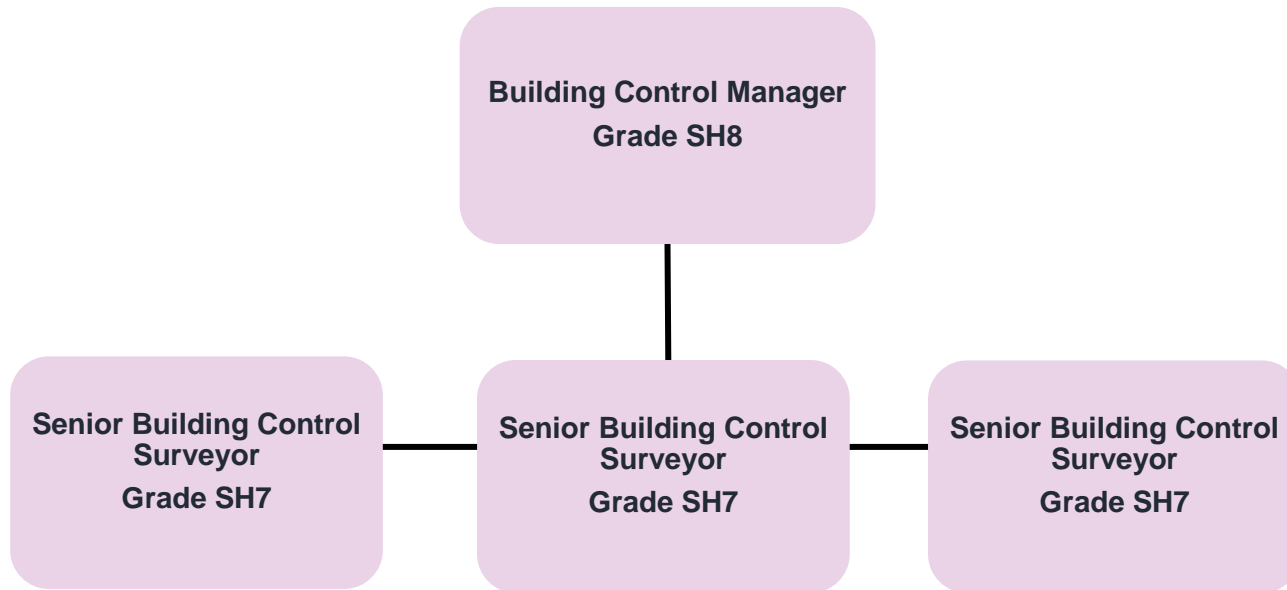 Building Control Manager
Grade SH8
Senior Building Control
Surveyor
Grade SH7
Senior Building Control
Surveyor
Grade SH7
Senior Building Control
Surveyor
Grade SH7